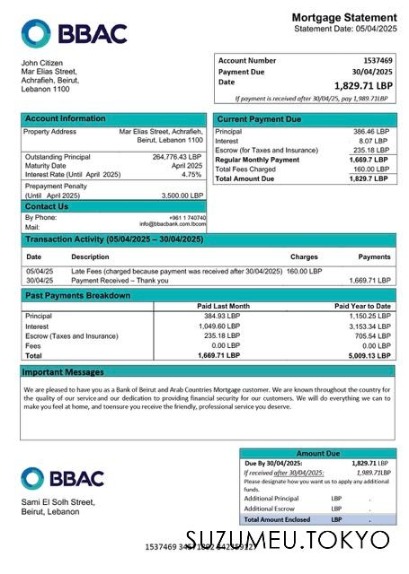 BBAC
Mortgage Statement
Statement Date: 05/04/2025
John Citizen
Mar Elias Street,
Achrafieh, Beirut,
Lebanon 1100
Account Number 1537469
Payment Due 30/04/2025
Date
1,829.71 LBP
If payment is received after 30/04/25, pay 1,989.71LBP
Account Information
Property Address Mar Elias Street, Achrafieh,
Beirut, Lebanon 1100
Outstanding Principal 264,776.43 LBP
Maturity Date April 2025
Interest Rate (Until April 2025) 4.75%
Prepayment Penalty
(Until April 2025) 3,500.00 LBP
Contact Us
By Phone: +961 1 740740
Mail: info@bbacbank.com.lbcom
Current Payment Due
Principal 386.46 LBP
Interest 8.07 LBP
Escrow (for Taxes and Insurance) 235.18 LBP
Regular Monthly Payment 1,669.7 LBP
Total Fees Charged 160.00 LBP
Total Amount Due 1,829.7 LBP
Transaction Activity (05/04/2025 – 30/04/2025)
Date Description Charges Payments
05/04/25 Late Fees (charged because payment was received after 30/04/2025) 160.00 LBP
30/04/25 Payment Received – Thank you 1,669.71 LBP
Past Payments Breakdown
Paid Last Month Paid Year to Date
Principal 384.93 LBP 1,150.25 LBP
Interest 1,049.60 LBP 3,153.34 LBP
Escrow (Taxes and Insurance) 235.18 LBP 705.54 LBP
Fees 0.00 LBP 0.00 LBP
Total 1,669.71 LBP 5,009.13 LBP
Important Messages
We are pleased to have you as a Bank of Beirut and Arab Countries Mortgage customer. We are known throughout the country for
the quality of our service and our dedication to providing financial security for our customers. We will do everything we can to
make you feel at home, and toensure you receive the friendly, professional service you deserve.
BBAC
Sami El Solh Street,
Beirut, Lebanon
Amount Due
Due By 30/04/2025: 1,829.71 LBP
If received after 30/04/2025: 1,989.71LBP
Please designate how you want us to apply any additional
funds.
Additional Principal LBP .
Additional Escrow LBP .
Total Amount Enclosed LBP .
SUZUMEU.TOKYO
1537469